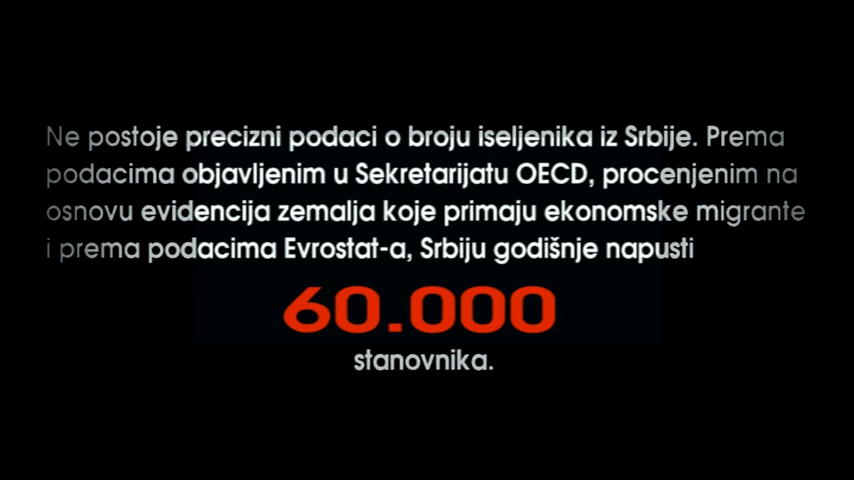 Ne postoje precizni podaci o broju iseljenika iz Srbije. Prema
podacima objavljenim u Sekretarijatu OECD, procenjenim na
osnovu evidencija zemalja koje primaju ekonomske migrante
i prema podacima Evrostat-a, Srbiju godišnje napusti
60.000
stanovnika.